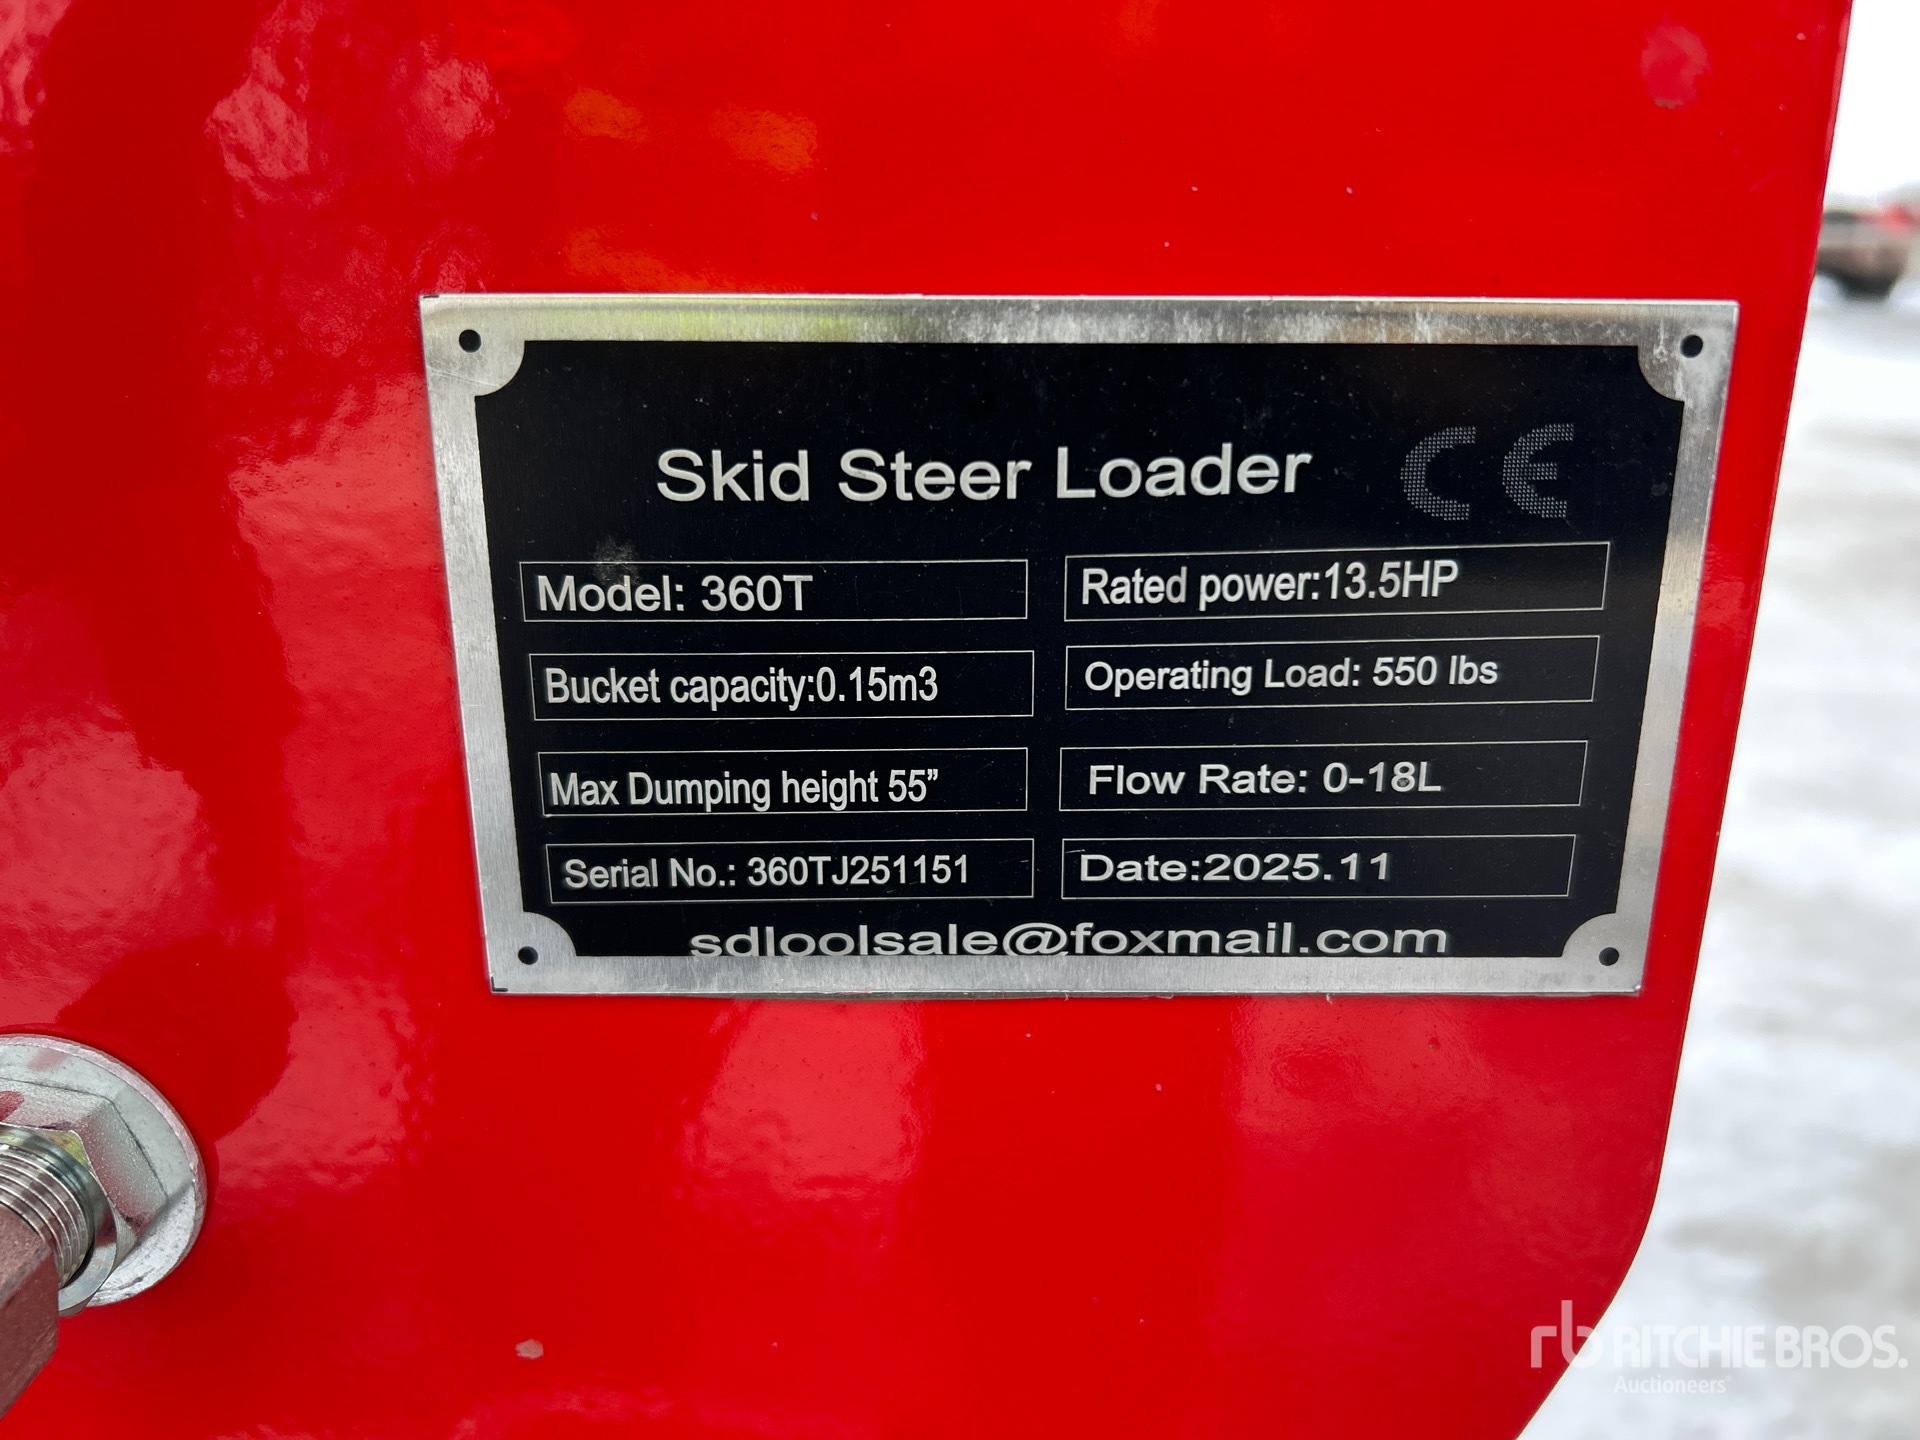 Skid Steer Loader CE
Model: 360T
Rated power:13.5HP
Bucket capacity:0.15m3
Operating Load: 550 lbs
Max Dumping height 55”
Flow Rate: 0-18L
Serial No.: 360TJ251151
Date:2025.11
sdloolsale@foxmail.com
rb RITCHIE BROS.
Auctioneers